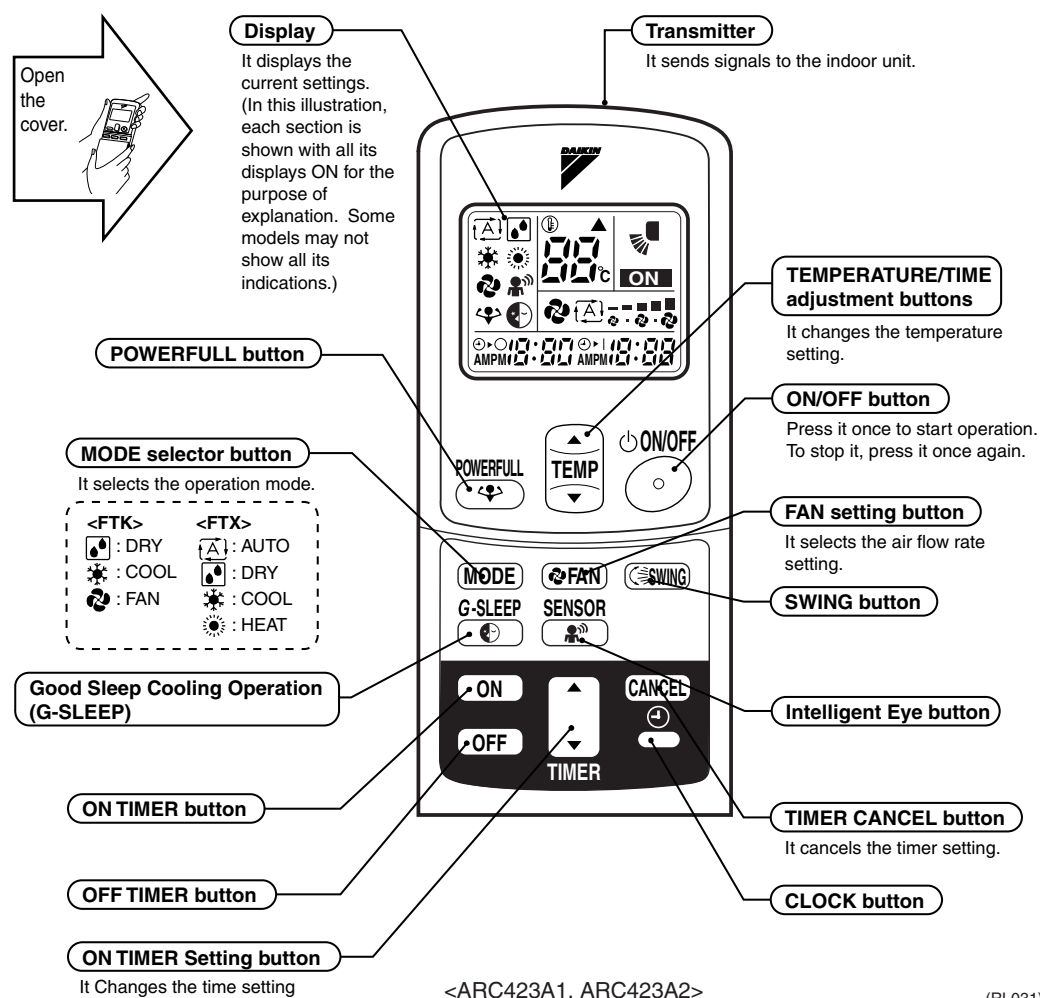 Open
the
cover.
Display
It displays the
current settings.
(In this illustration,
each section is
shown with all its
displays ON for the
purpose of
explanation. Some
models may not
show all its
indications.)
Transmitter
It sends signals to the indoor unit.
DAIKIN
A
88°C
ON
A
AMPM 18:80 AMPM 18:88
POWERFULL button
MODE selector button
It selects the operation mode.
<FTK> <FTX>
: DRY A : AUTO
: COOL : DRY
: FAN : COOL
: HEAT
Good Sleep Cooling Operation
(G-SLEEP)
ON TIMER button
OFF TIMER button
ON TIMER Setting button
It Changes the time setting
POWERFULL
TEMP
ON/OFF
MODE
FAN
SWING
G-SLEEP
SENSOR
ON
OFF
TIMER
CANCEL
TEMPERATURE/TIME
adjustment buttons
It changes the temperature
setting.
ON/OFF button
Press it once to start operation.
To stop it, press it once again.
FAN setting button
It selects the air flow rate
setting.
SWING button
Intelligent Eye button
TIMER CANCEL button
It cancels the timer setting.
CLOCK button
<ARC423A1, ARC423A2>